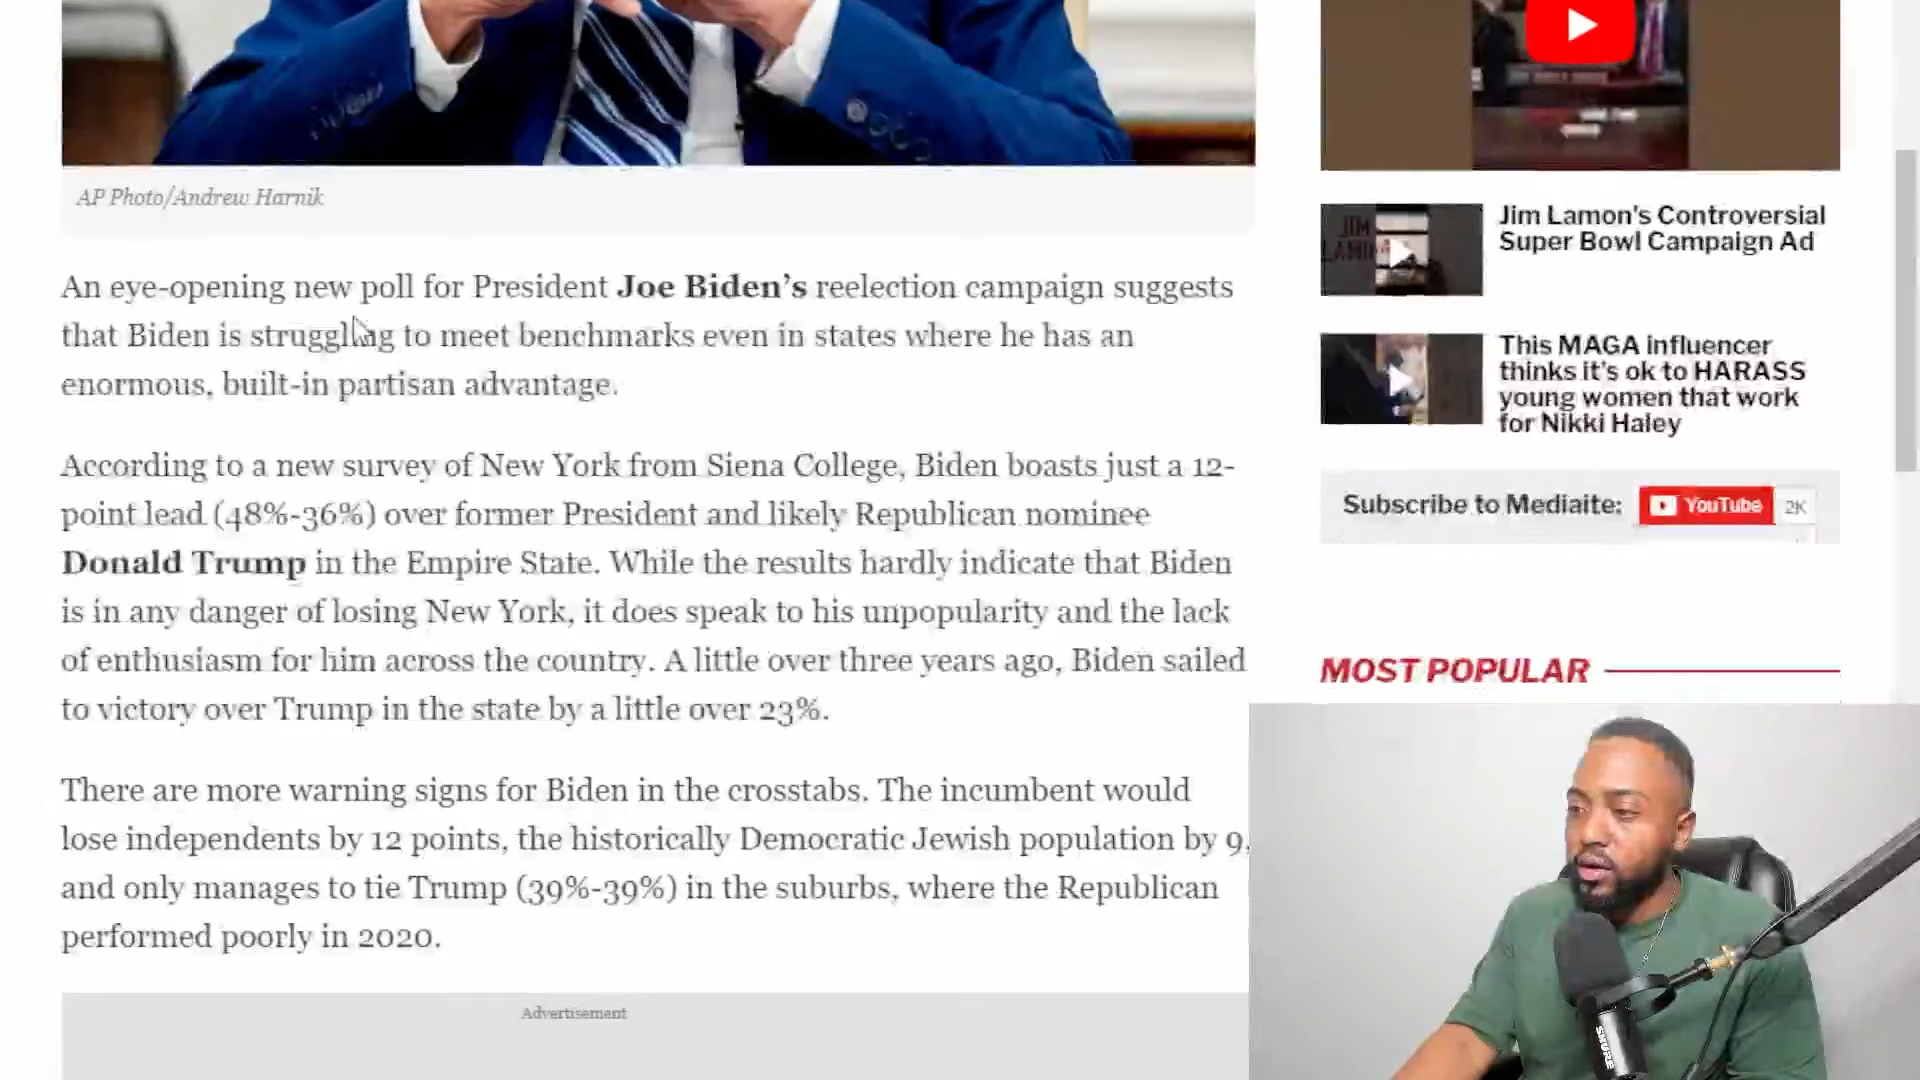 AP Photo/Andrew Harnik
An eye-opening new poll for President Joe Biden’s reelection campaign suggests
that Biden is struggling to meet benchmarks even in states where he has an
enormous, built-in partisan advantage.
According to a new survey of New York from Siena College, Biden boasts just a 12-
point lead (48%-36%) over former President and likely Republican nominee
Donald Trump in the Empire State. While the results hardly indicate that Biden
is in any danger of losing New York, it does speak to his unpopularity and the lack
of enthusiasm for him across the country. A little over three years ago, Biden sailed
to victory over Trump in the state by a little over 23%.
There are more warning signs for Biden in the crosstabs. The incumbent would
lose independents by 12 points, the historically Democratic Jewish population by 9,
and only manages to tie Trump (39%-39%) in the suburbs, where the Republican
performed poorly in 2020.
Advertisement
JIM
Jim Lamon's Controversial
Super Bowl Campaign Ad
This MAGA influencer
thinks it's ok to HARASS
young women that work
for Nikki Haley
Subscribe to Mediaite:
YouTube
2K
MOST POPULAR
SHURE